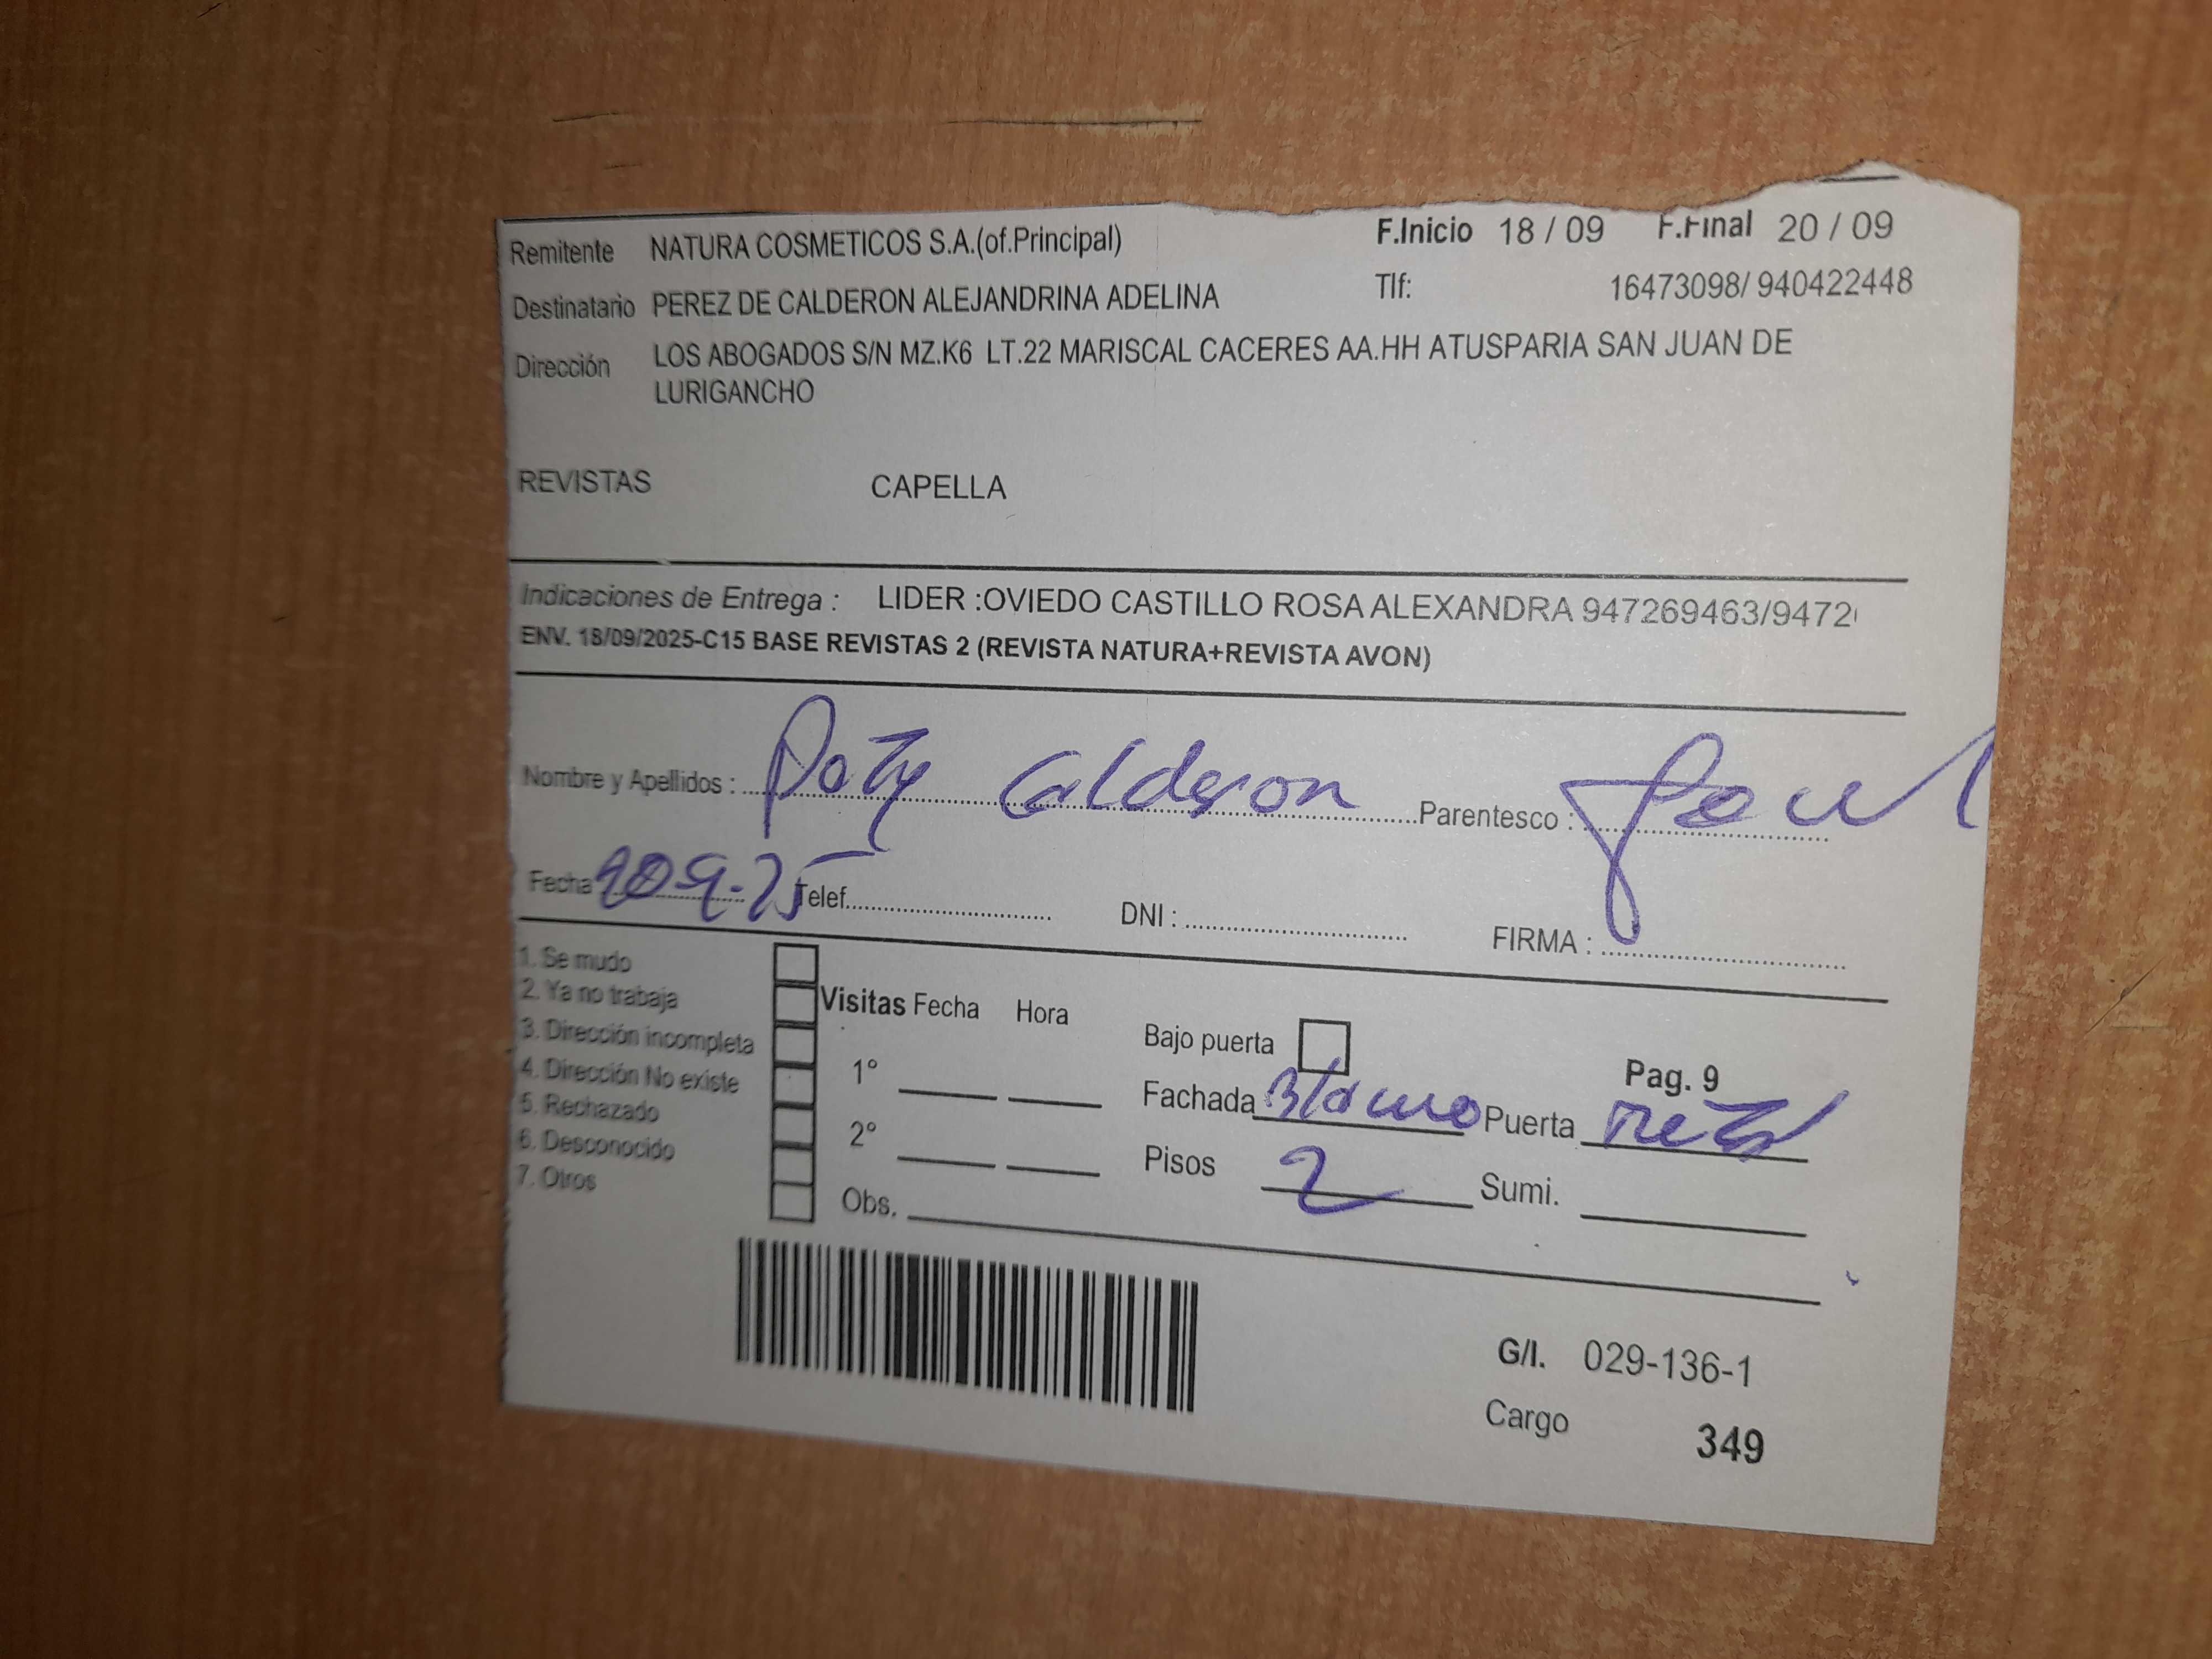 Remitente NATURA COSMETICOS S.A.(of.Principal) F.Inicio 18 / 09 F.Final 20 / 09
Destinatario PEREZ DE CALDERON ALEJANDRINA ADELINA Tlf: 16473098/ 940422448
Dirección LOS ABOGADOS S/N MZ.K6 LT.22 MARISCAL CACERES AA.HH ATUSPARIA SAN JUAN DE
LURIGANCHO
REVISTAS CAPELLA
Indicaciones de Entrega : LIDER :OVIEDO CASTILLO ROSA ALEXANDRA 947269463/9472
ENV. 18/09/2025-C15 BASE REVISTAS 2 (REVISTA NATURA+REVISTA AVON)
Nombre y Apellidos : Paty Calderon Parentesco :
Fecha Telef. DNI : FIRMA :
1. Se mudo
2. Ya no trabaja
3. Dirección incompleta
4. Dirección No existe
5. Rechazado
6. Desconocido
7. Otros
Visitas Fecha Hora
1°
2°
Obs.
Bajo puerta Pag. 9
Fachada Blanco Puerta
Pisos 2 Sumi.
G/I. 029-136-1
Cargo 349